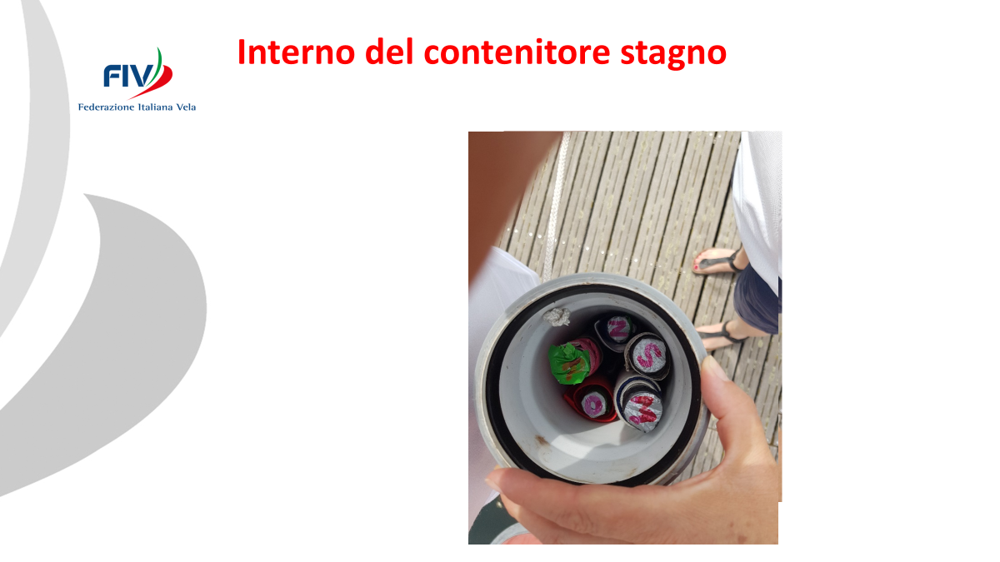 Interno del contenitore stagno
FIV
Federazione Italiana Vela
N
S
O